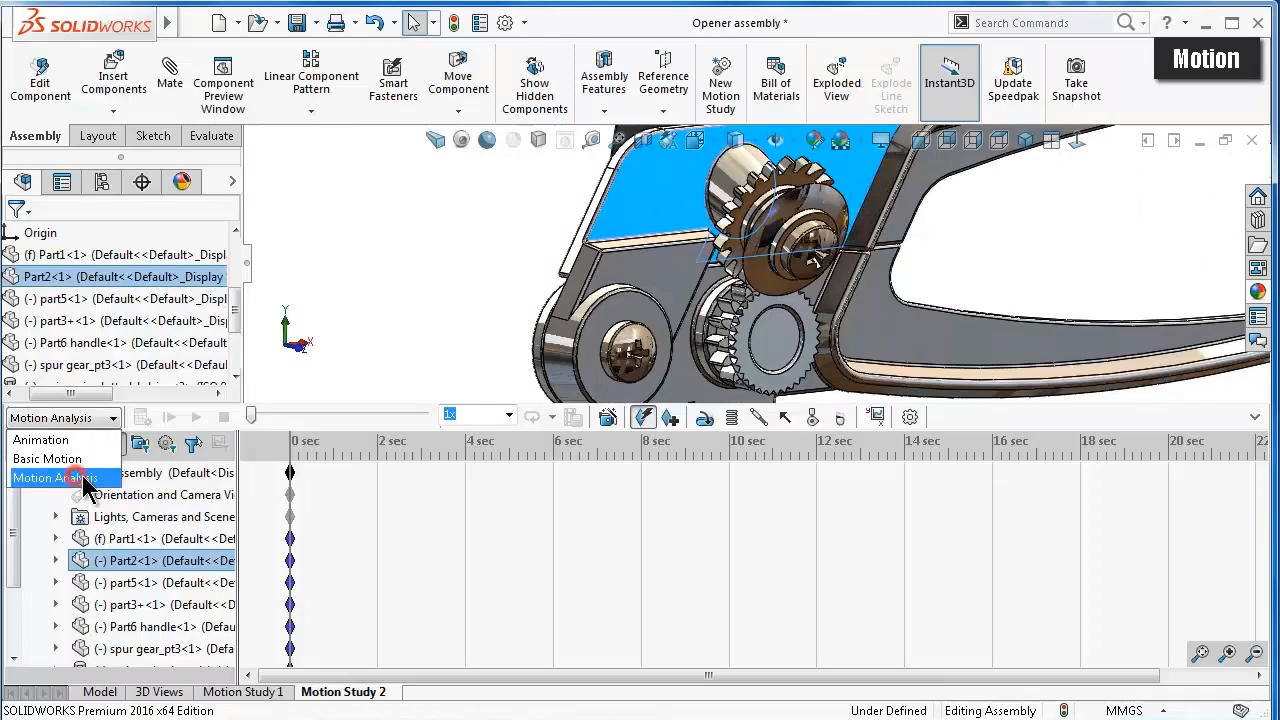 SOLIDWORKS
Opener assembly *
Search Commands
?
Motion
Edit Component
Insert Components
Mate
Component Preview Window
Linear Component Pattern
Smart Fasteners
Move Component
Show Hidden Components
Assembly Features
Reference Geometry
New Motion Study
Bill of Materials
Exploded View
Explode Line Sketch
Instant3D
Update Speedpak
Take Snapshot
Assembly Layout Sketch Evaluate
Origin
(f) Part1<1> (Default<<Default>_Displ
Part2<1> (Default<<Default>_Display
(-) part5<1> (Default<<Default>_Displ
(-) part3+<1> (Default<<Default>_Disp
(-) Part6 handle<1> (Default<<Default
(-) spur gear_pt3<1> (Default<<Defaul
Y
X
Z
Motion Analysis
1x
Animation
Basic Motion
Motion Analysis
0 sec 2 sec 4 sec 6 sec 8 sec 10 sec 12 sec 14 sec 16 sec 18 sec 20 sec 22
ssembly (Default<Dis
Orientation and Camera Vi
Lights, Cameras and Scene
(f) Part1<1> (Default<<Def
(-) Part2<1> (Default<<De
(-) part5<1> (Default<<De
(-) part3+<1> (Default<<D
(-) Part6 handle<1> (Defau
(-) spur gear_pt3<1> (Def
Model 3D Views Motion Study 1 Motion Study 2
SOLIDWORKS Premium 2016 x64 Edition
Under Defined Editing Assembly MMGS